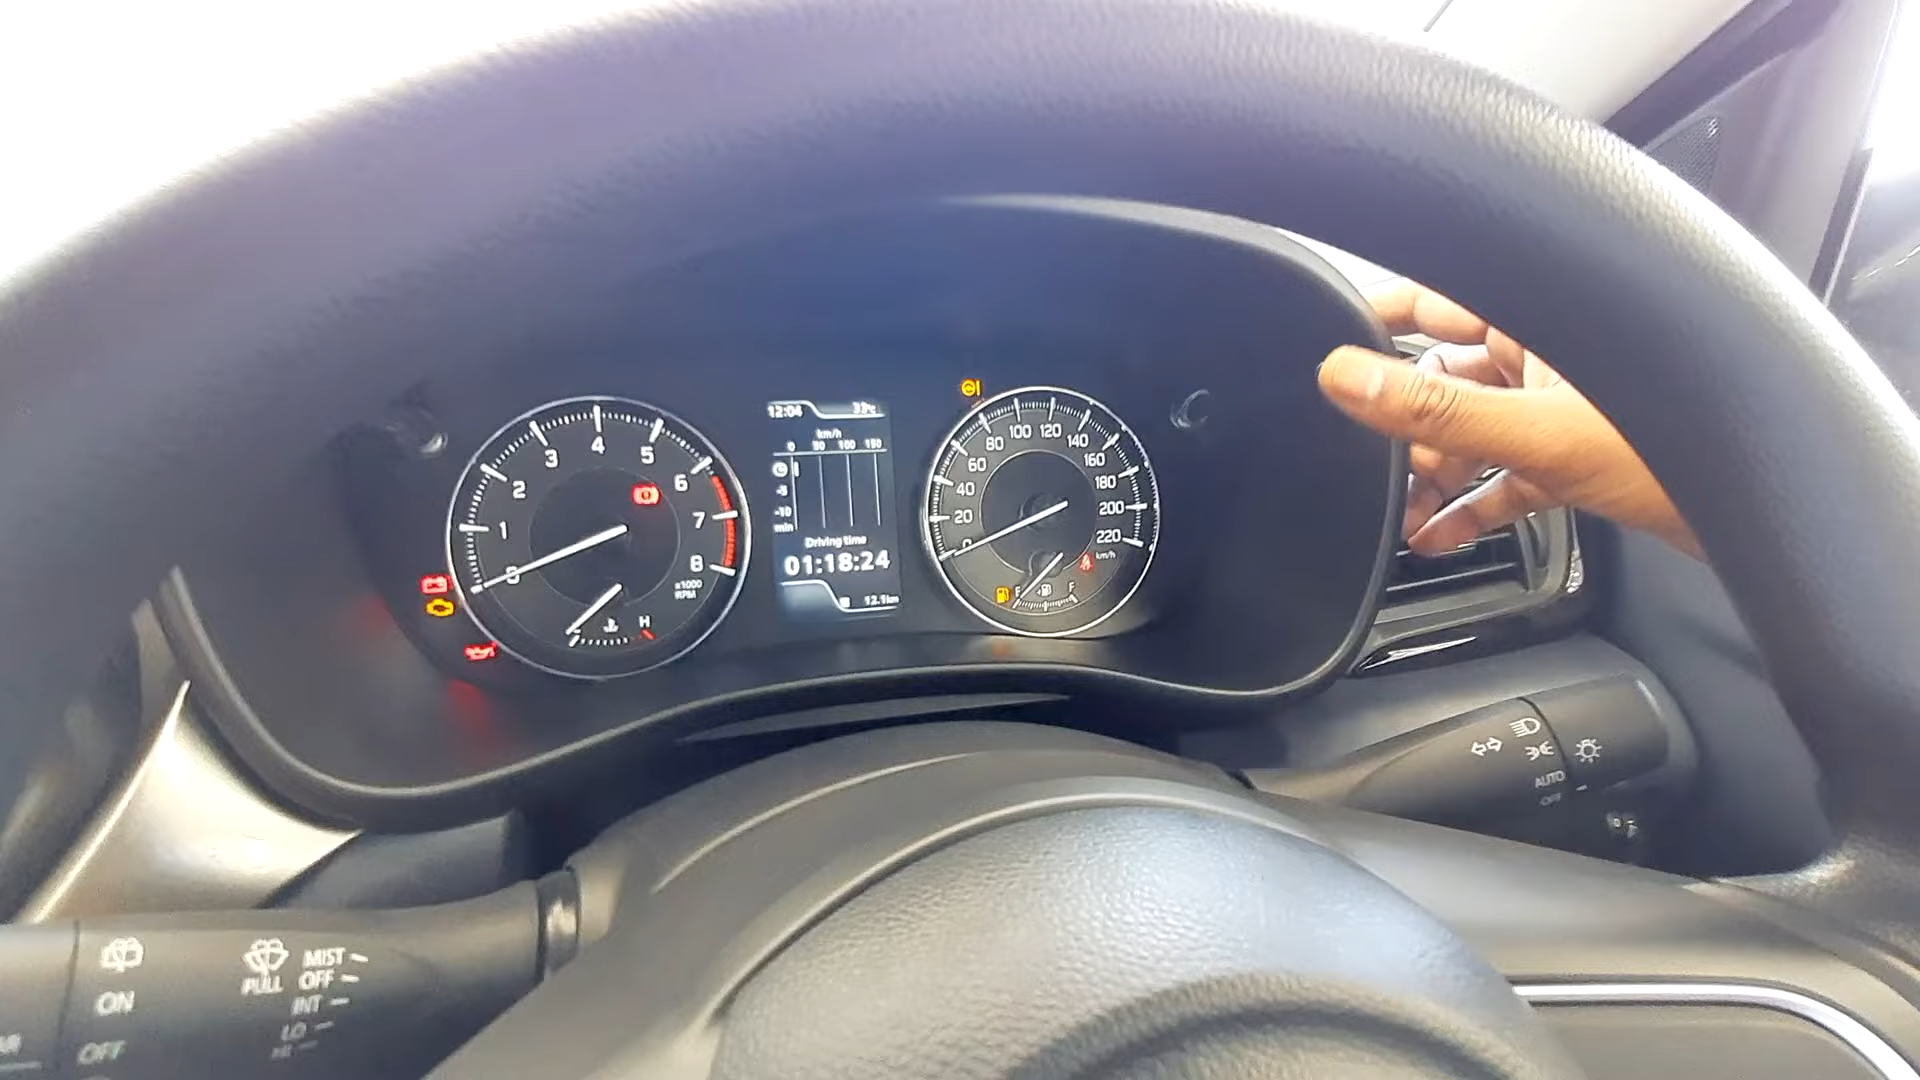 1
2
3
4
5
6
7
8
x1000
RPM
H
12:04
33°C
km/h
0 50 100 150
-5
-10
min
Driving time
01:18:24
12.1km
0
20
40
60
80
100
120
140
160
180
200
220
km/h
F
AUTO
OFF
ON
OFF
PULL
MIST
OFF
INT
LO